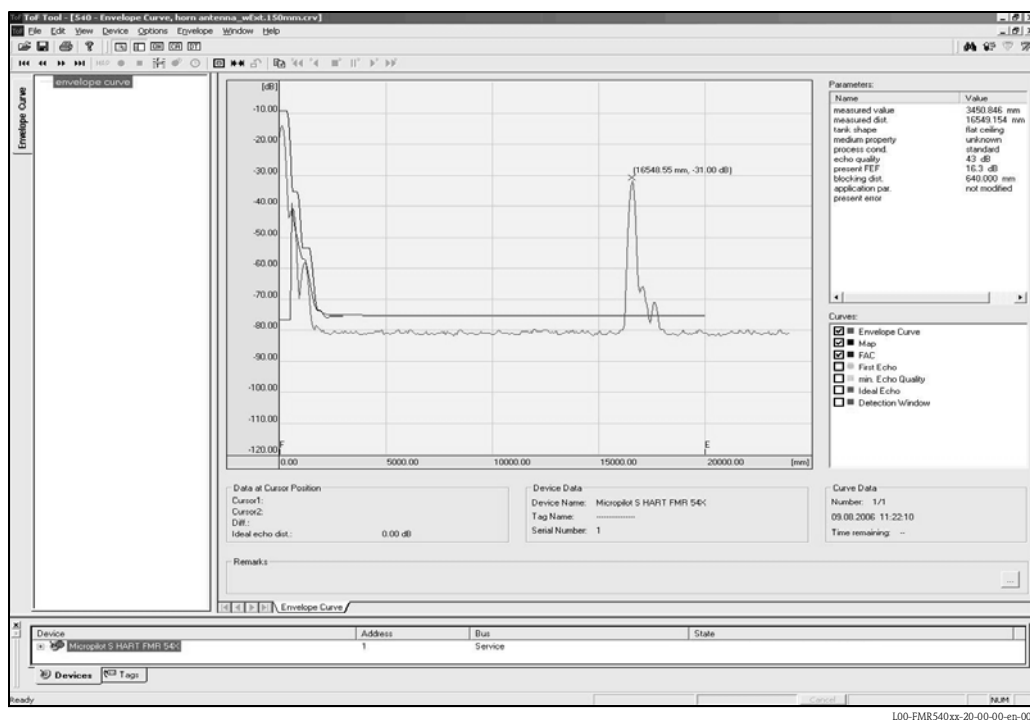 ToF Tool - [S40 - Envelope Curve, horn antenna_wExt.150mm.crv]
File Edit View Device Options Envelope Window Help
Envelope Curve
envelope curve
[dB]
-10.00
-20.00
-30.00
-40.00
-50.00
-60.00
-70.00
-80.00
-90.00
-100.00
-110.00
-120.00
(16548.55 mm, -31.00 dB)
F
E
0.00 5000.00 10000.00 15000.00 20000.00 [mm]
Parameters:
Name Value
measured value 3450.846 mm
measured dist. 16549.154 mm
tank shape flat ceiling
medium property unknown
process cond. standard
echo quality 43 dB
present FEF 16.3 dB
blocking dist. 640.000 mm
application par. not modified
present error
Curves:
Envelope Curve
Map
FAC
First Echo
min. Echo Quality
Ideal Echo
Detection Window
Data at Cursor Position
Cursor1:
Cursor2:
Diff.:
Ideal echo dist.: 0.00 dB
Device Data
Device Name: Micropilot S HART FMR 54X
Tag Name: --------------
Serial Number: 1
Curve Data
Number: 1/1
09.08.2006 11:22:10
Time remaining: --
Remarks
...
Envelope Curve
Device Address Bus State
Micropilot S HART FMR 54X 1 Service
Devices Tags
Ready Cancel NUM
L00-FMR540xx-20-00-00-en-00